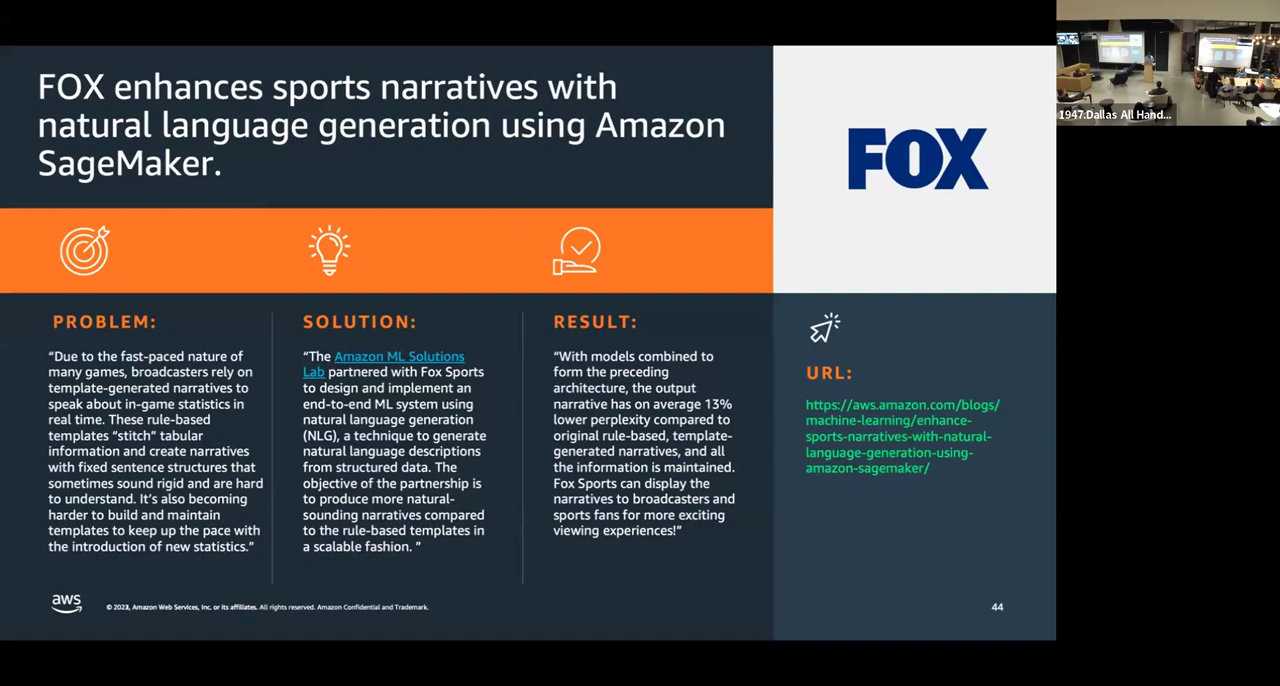 FOX enhances sports narratives with
natural language generation using Amazon
SageMaker.
FOX
1947.Dallas All Hand...
PROBLEM:
“Due to the fast-paced nature of
many games, broadcasters rely on
template-generated narratives to
speak about in-game statistics in
real time. These rule-based
templates “stitch” tabular
information and create narratives
with fixed sentence structures that
sometimes sound rigid and are hard
to understand. It’s also becoming
harder to build and maintain
templates to keep up the pace with
the introduction of new statistics.”
SOLUTION:
“The Amazon ML Solutions
Lab partnered with Fox Sports
to design and implement an
end-to-end ML system using
natural language generation
(NLG), a technique to generate
natural language descriptions
from structured data. The
objective of the partnership is
to produce more natural-
sounding narratives compared
to the rule-based templates in
a scalable fashion. ”
RESULT:
“With models combined to
form the preceding
architecture, the output
narrative has on average 13%
lower perplexity compared to
original rule-based, template-
generated narratives, and all
the information is maintained.
Fox Sports can display the
narratives to broadcasters and
sports fans for more exciting
viewing experiences!”
URL:
https://aws.amazon.com/blogs/
machine-learning/enhance-
sports-narratives-with-natural-
language-generation-using-
amazon-sagemaker/
aws
© 2023, Amazon Web Services, Inc. or its affiliates. All rights reserved. Amazon Confidential and Trademark.
44